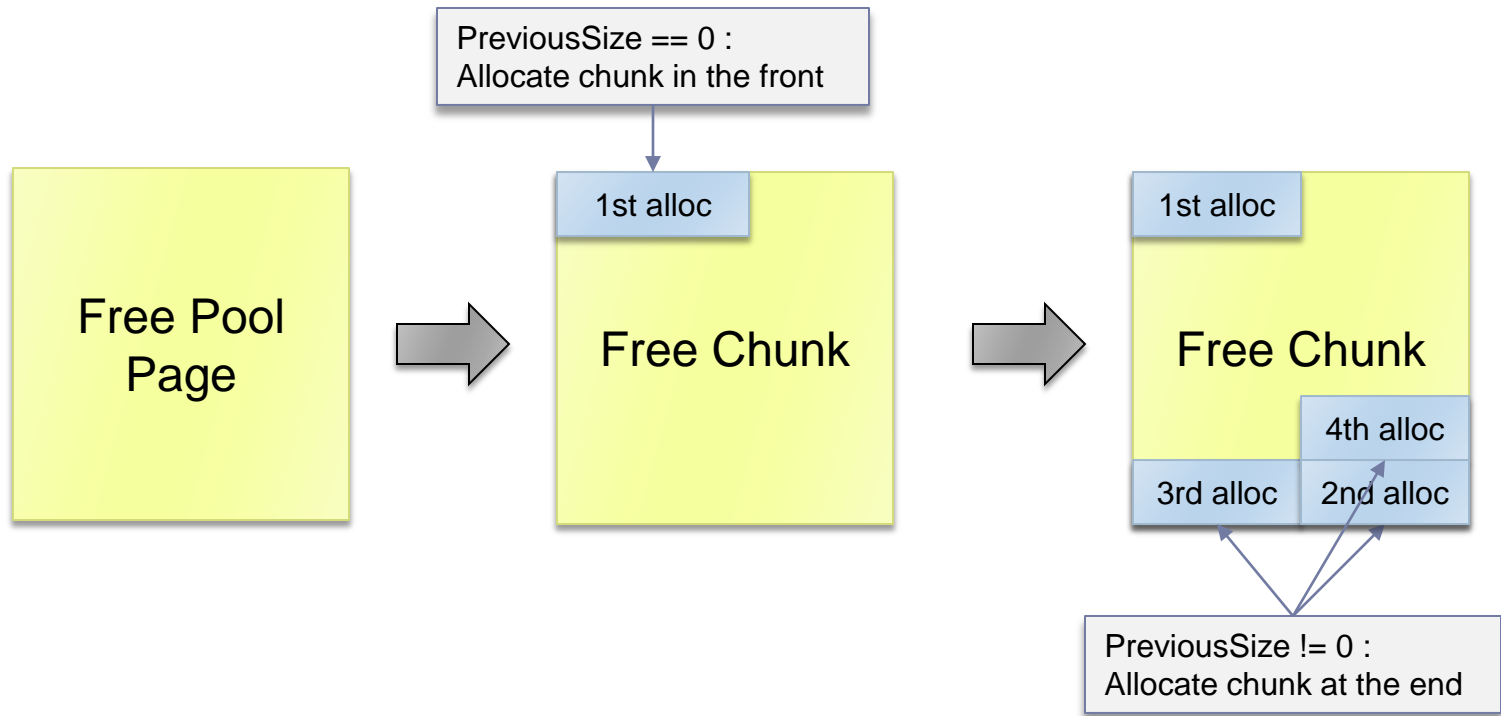 PreviousSize == 0 :
Allocate chunk in the front
Free Pool
Page
1st alloc
Free Chunk
1st alloc
Free Chunk
4th alloc
3rd alloc
2nd alloc
PreviousSize != 0 :
Allocate chunk at the end